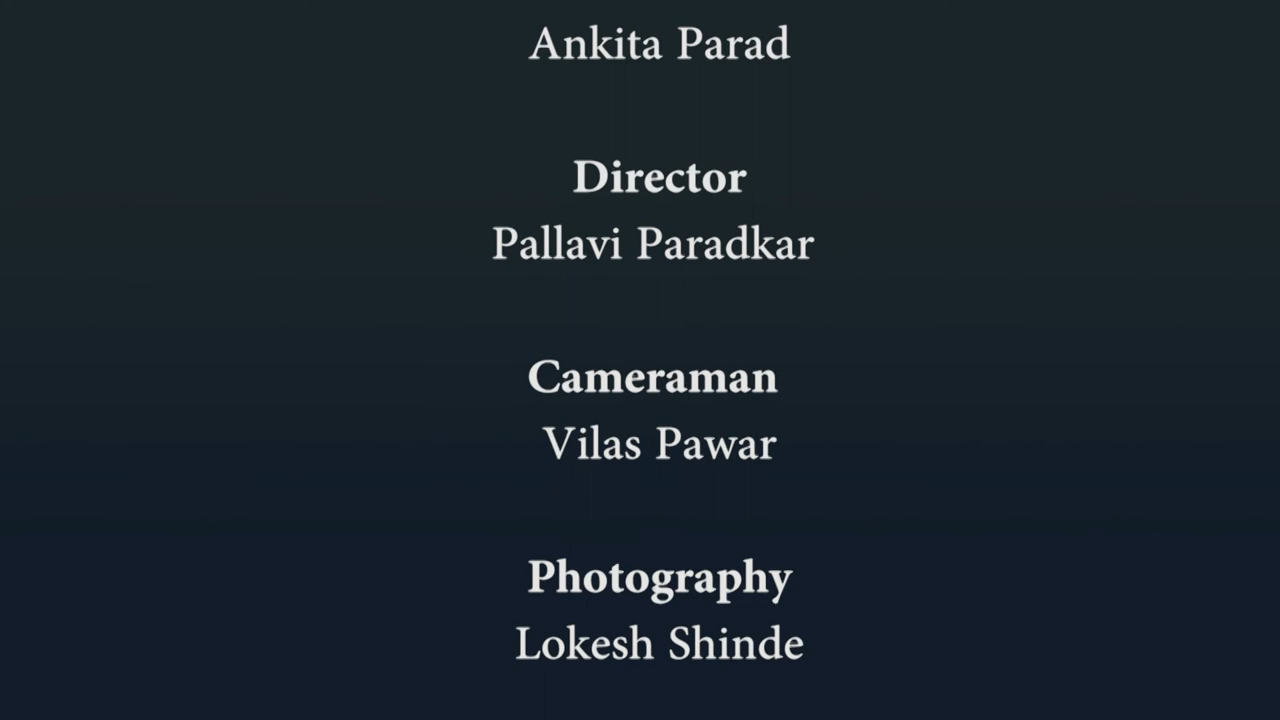 Ankita Parad
Director
Pallavi Paradkar
Cameraman
Vilas Pawar
Photography
Lokesh Shinde